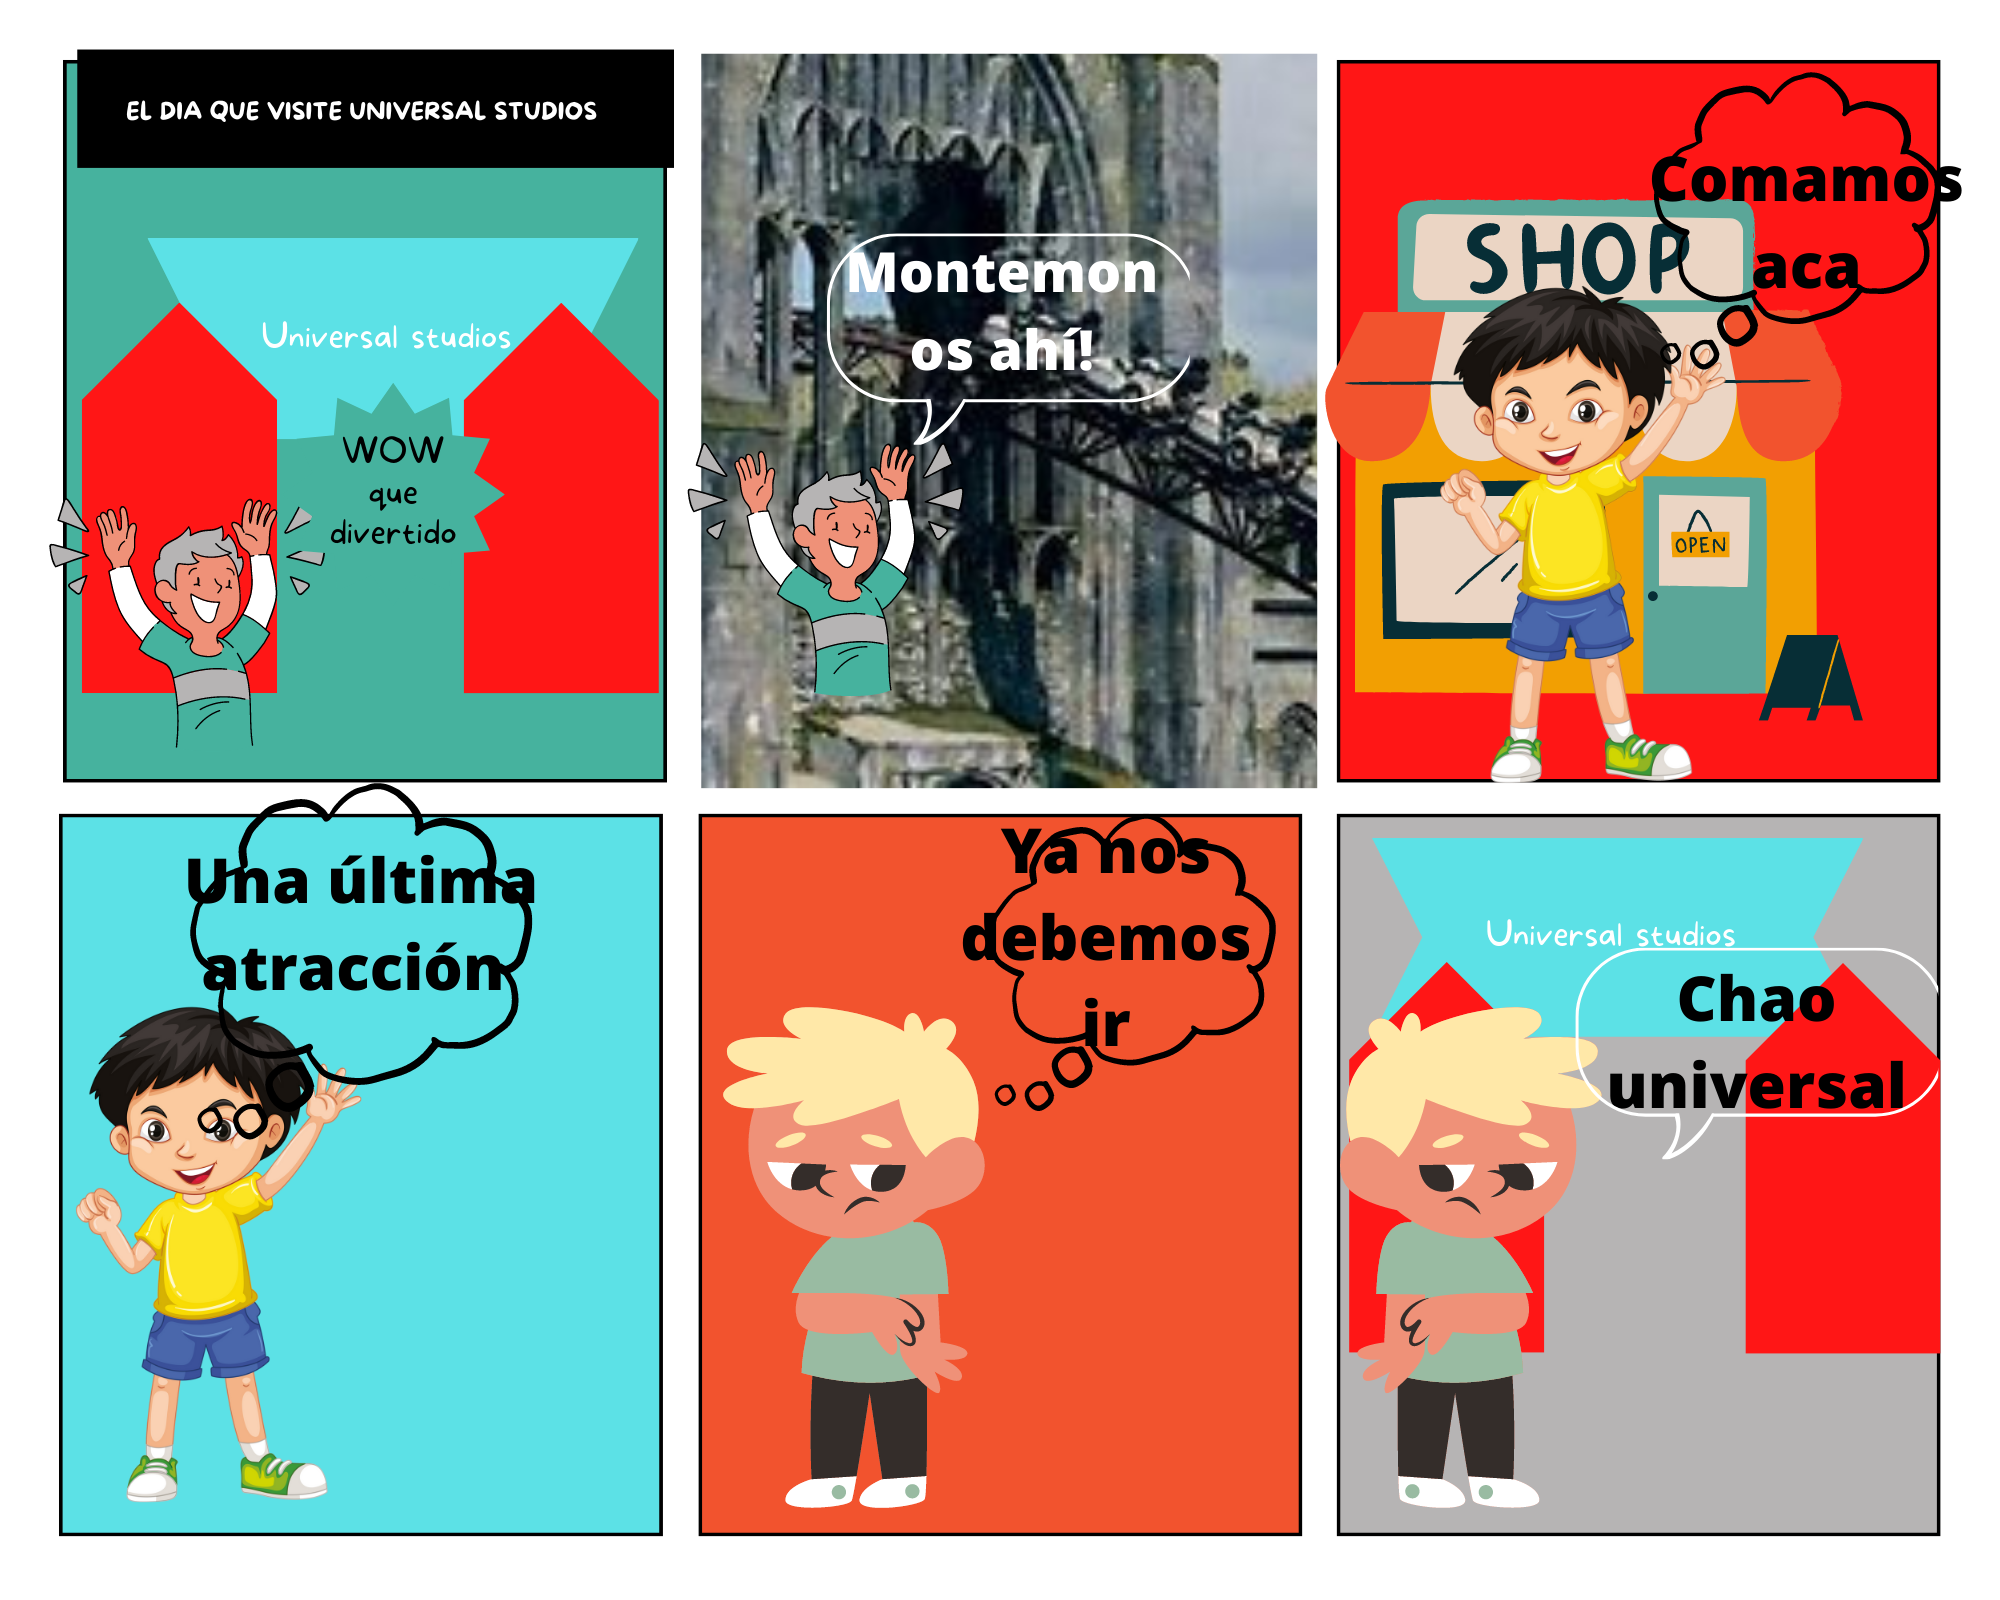 EL DIA QUE VISITE UNIVERSAL STUDIOS
Universal studios
WOW
que
divertido
Montemon
os ahí!
Comamos
aca
SHOP
OPEN
Una última
atracción
Ya nos
debemos
ir
Universal studios
Chao
universal